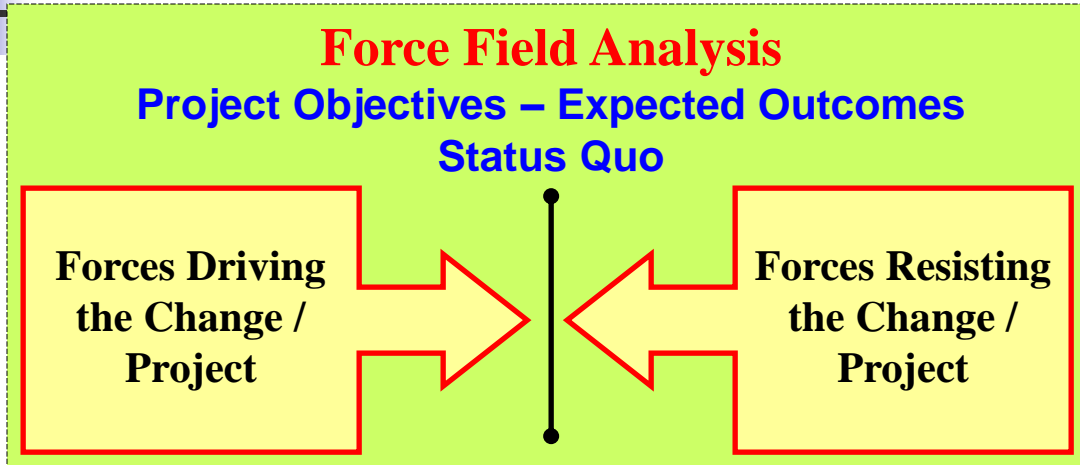 Force Field Analysis
Project Objectives – Expected Outcomes
Status Quo
Forces Driving
the Change /
Project
Forces Resisting
the Change /
Project